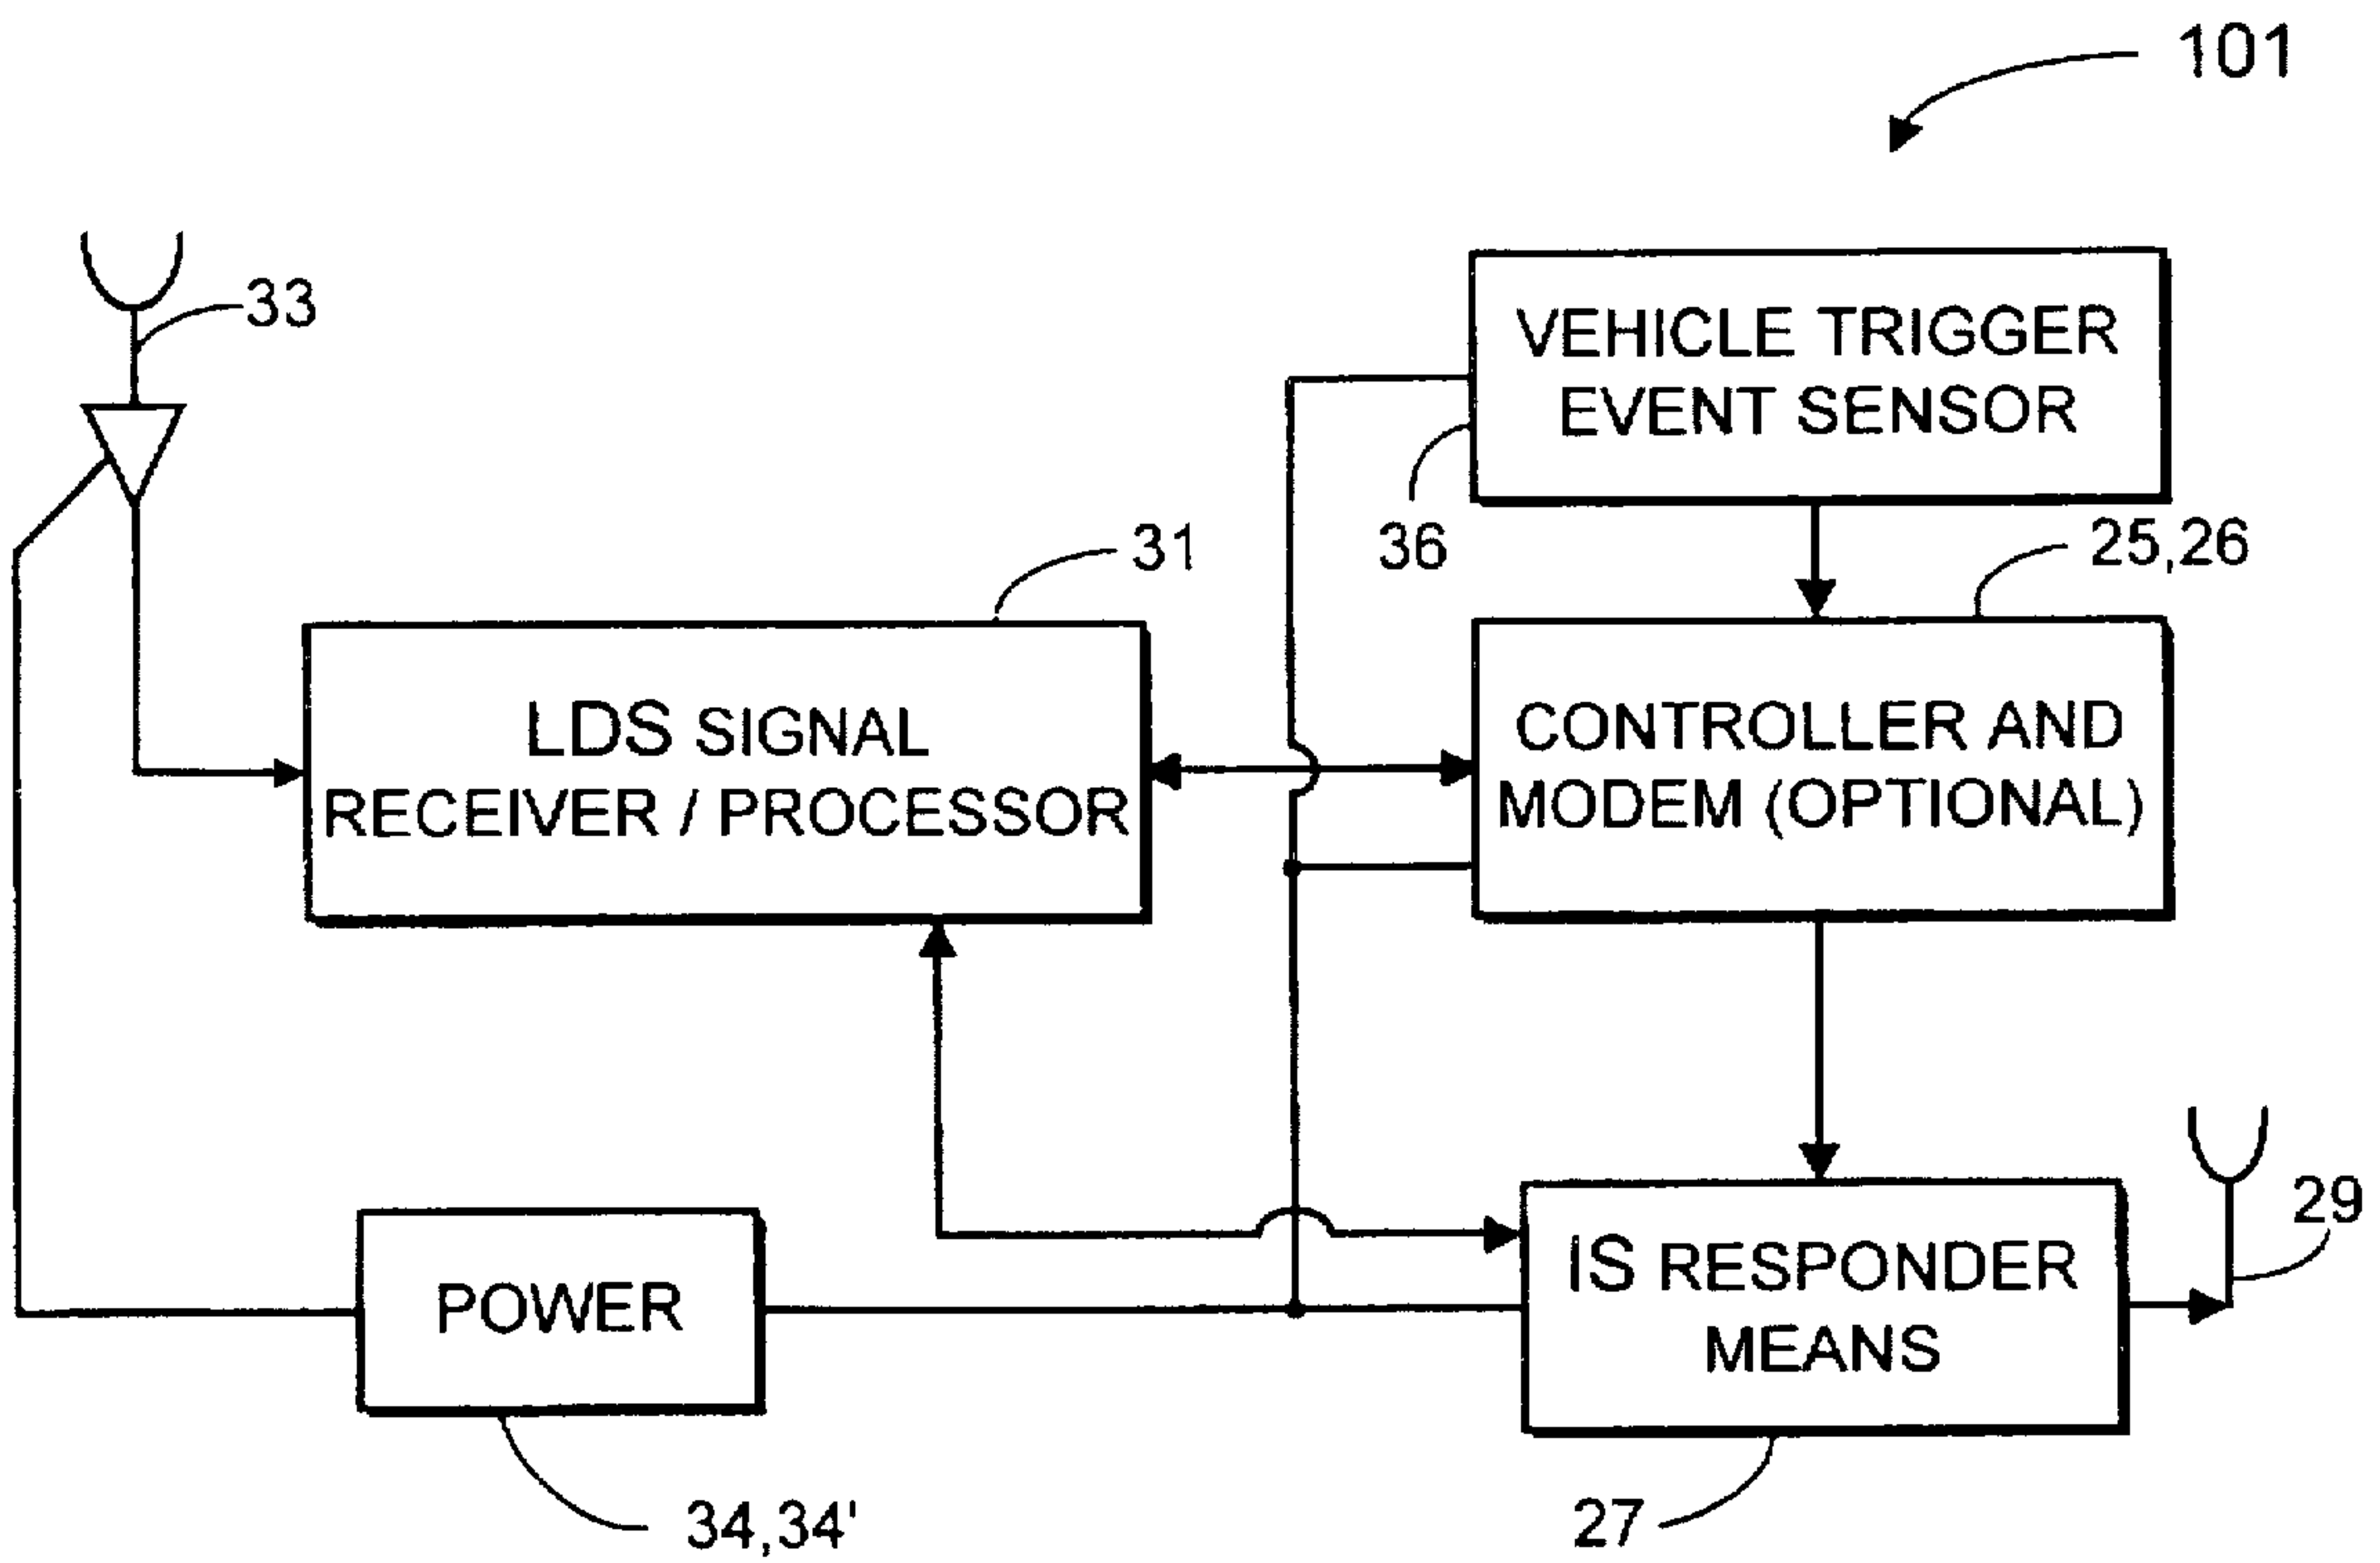 101
33
VEHICLE TRIGGER
EVENT SENSOR
36
25,26
31
LDS SIGNAL
RECEIVER / PROCESSOR
CONTROLLER AND
MODEM (OPTIONAL)
29
POWER
IS RESPONDER
MEANS
34,34'
27